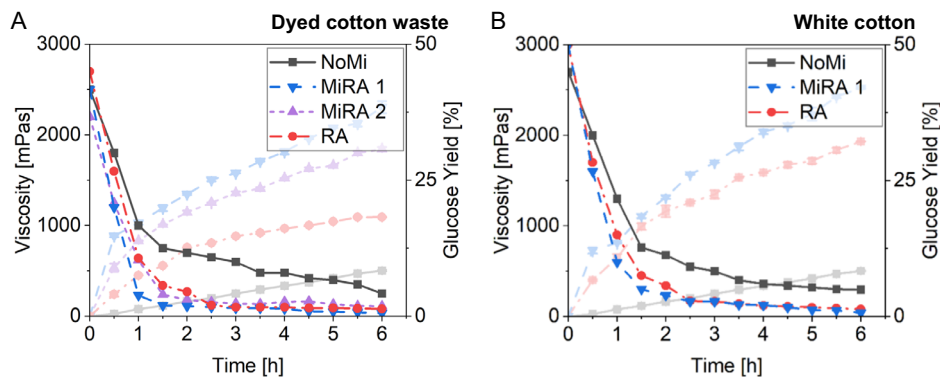 A Dyed cotton waste
3000
2000
1000
0
50
25
0
NoMi
MiRA 1
MiRA 2
RA
Viscosity [mPas]
Glucose Yield [%]
0 1 2 3 4 5 6
Time [h]
B White cotton
3000
2000
1000
0
50
25
0
NoMi
MiRA 1
RA
Viscosity [mPas]
Glucose Yield [%]
0 1 2 3 4 5 6
Time [h]